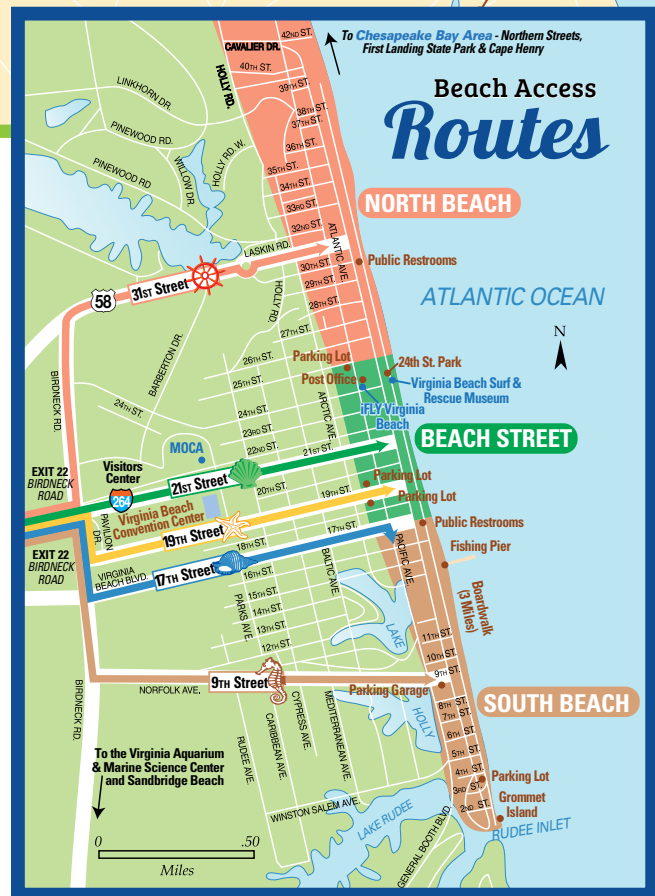 42ND ST.
CAVALIER DR.
To Chesapeake Bay Area - Northern Streets,
First Landing State Park & Cape Henry
HOLLY RD.
40TH ST.
39TH ST.
LINKHORN DR.
Beach Access
Routes
38TH ST.
37TH ST.
PINEWOOD RD.
36TH ST.
HOLLY RD. W.
PINEWOOD RD
WILLOW DR.
35TH ST.
34TH ST.
33RD ST.
NORTH BEACH
32ND ST.
LASKIN RD.
ATLANTIC AVE.
Public Restrooms
30TH ST.
31ST Street
58
29TH ST.
28TH ST.
ATLANTIC OCEAN
HOLLY RD.
27TH ST.
N
BARBERTON DR.
26TH ST.
Parking Lot
24th St. Park
25TH ST.
Post Office
Virginia Beach Surf &
Rescue Museum
BIRDNECK RD.
24TH ST.
24TH ST.
ARCTIC AVE.
iFLY Virginia
Beach
23RD ST.
22ND ST.
BEACH STREET
MOCA
21ST ST.
EXIT 22
BIRDNECK
ROAD
Visitors
Center
264
21ST Street
20TH ST.
19TH ST.
Parking Lot
Parking Lot
Virginia Beach
Convention Center
PAVILION
DR.
19TH Street
17TH ST.
Public Restrooms
18TH ST.
EXIT 22
BIRDNECK
ROAD
VIRGINIA
BEACH BLVD.
17TH Street
PACIFIC AVE.
Fishing Pier
BALTIC AVE.
16TH ST.
15TH ST.
14TH ST.
13TH ST.
12TH ST.
PARKS AVE.
Boardwalk
(3 Miles)
LAKE
11TH ST.
10TH ST.
9TH ST.
9TH Street
NORFOLK AVE.
Parking Garage
BIRDNECK RD.
8TH ST.
7TH ST.
SOUTH BEACH
HOLLY
6TH ST.
CYPRESS AVE.
MEDITERRANEAN AVE.
CARIBBEAN AVE.
RUDEE AVE.
5TH ST.
To the Virginia Aquarium
& Marine Science Center
and Sandbridge Beach
4TH ST.
Parking Lot
3RD ST.
Grommet
Island
2ND ST.
WINSTON SALEM AVE.
LAKE RUDEE
RUDEE INLET
GENERAL BOOTH BLVD.
0
.50
Miles